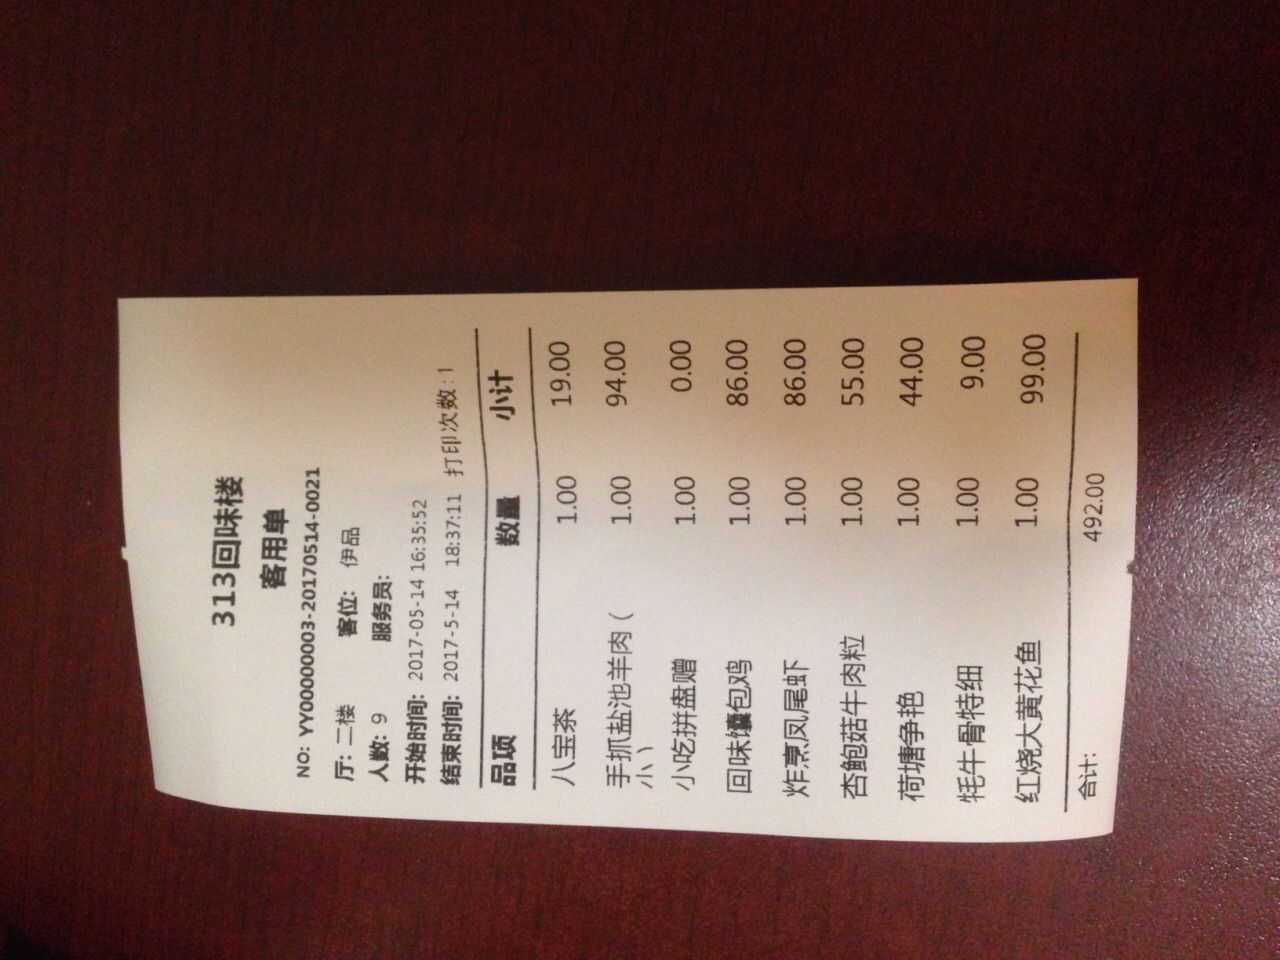 313回味楼
客用单
NO: YY00000003-20170514-0021
厅: 二楼 客位: 伊品
人数: 9 服务员:
开始时间: 2017-05-14 16:35:52
结束时间: 2017-5-14 18:37:11 打印次数: 1
品项 数量 小计
八宝茶 1.00 19.00
手抓盐池羊肉 ( 1.00 94.00
小 )
小吃拼盘赠 1.00 0.00
回味馕包鸡 1.00 86.00
炸烹凤尾虾 1.00 86.00
杏鲍菇牛肉粒 1.00 55.00
荷塘争艳 1.00 44.00
牦牛骨特细 1.00 9.00
红烧大黄花鱼 1.00 99.00
合计: 492.00